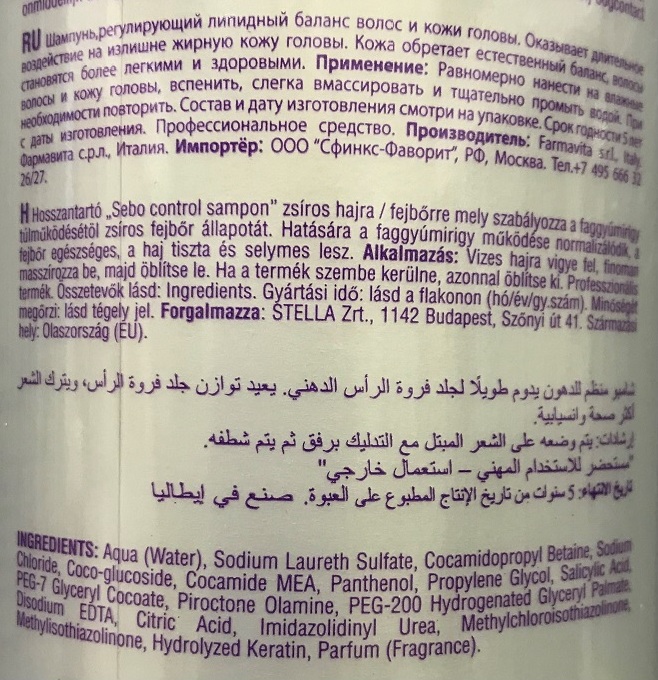 RU Шампунь,регулирующий липидный баланс волос и кожи головы. Оказывает длительное
воздействие на излишне жирную кожу головы. Кожа обретает естественный баланс, волосы
становятся более легкими и здоровыми. Применение: Равномерно нанести на влажные
волосы и кожу головы, вспенить, слегка вмассировать и тщательно промыть водой. При
необходимости повторить. Состав и дату изготовления смотри на упаковке. Срок годности 5 лет
с даты изготовления. Профессиональное средство. Производитель: Farmavita s.r.l., Italy,
Фармавита с.р.л., Италия. Импортёр: ООО "Сфинкс-Фаворит", РФ, Москва. Тел.+7 495 666 32
26/27.
H Hosszantartó „Sebo control sampon" zsíros hajra / fejbőrre mely szabályozza a faggyúmirigy
túlműködésétől zsíros fejbőr állapotát. Hatására a faggyúmirigy működése normalizálódik, a
fejbőr egészséges, a haj tiszta és selymes lesz. Alkalmazás: Vizes hajra vigye fel, finoman
masszírozza be, majd öblítse le. Ha a termék szembe kerülne, azonnal öblítse ki. Professzionális
termék. Összetevők lásd: Ingredients. Gyártási idő: lásd a flakonon (hó/év/gy.szám). Minőségét
megőrzi: lásd tégely jel. Forgalmazza: STELLA Zrt., 1142 Budapest, Szőnyi út 41. Származási
hely: Olaszország (EU).
شامبو منظم للدهون يدوم طويلًا لجلد فروة الرأس الدهني. يعيد توازن جلد فروة الرأس، ويترك الشعر
أكثر صحة وانسيابية.
إرشادات: يتم وضعه على الشعر المبتل مع التدليك برفق ثم يتم شطفه.
"مستحضر للاستخدام المهني – استعمال خارجي"
تاريخ الانتهاء: 5 سنوات من تاريخ الإنتاج المطبوع على العبوة. صنع في إيطاليا
INGREDIENTS: Aqua (Water), Sodium Laureth Sulfate, Cocamidopropyl Betaine, Sodium
Chloride, Coco-glucoside, Cocamide MEA, Panthenol, Propylene Glycol, Salicylic Acid,
PEG-7 Glyceryl Cocoate, Piroctone Olamine, PEG-200 Hydrogenated Glyceryl Palmate,
Disodium EDTA, Citric Acid, Imidazolidinyl Urea, Methylchloroisothiazolinone,
Methylisothiazolinone, Hydrolyzed Keratin, Parfum (Fragrance).